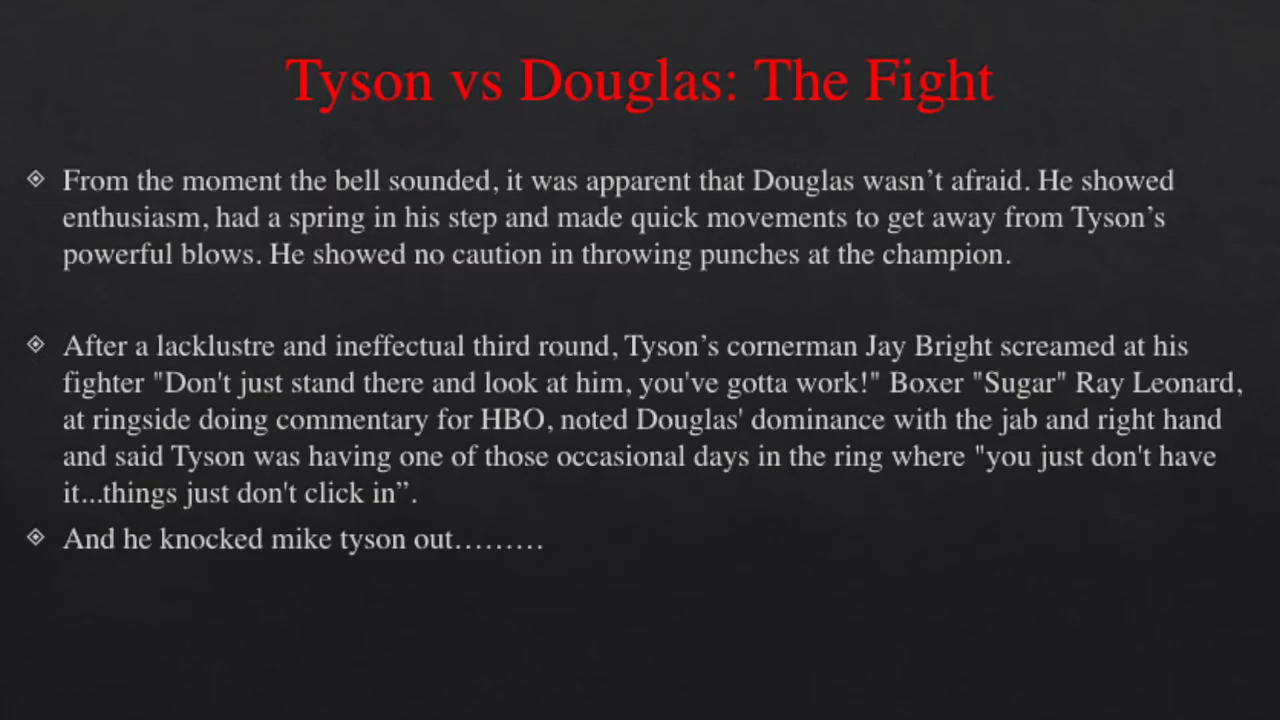 Tyson vs Douglas: The Fight
From the moment the bell sounded, it was apparent that Douglas wasn’t afraid. He showed
enthusiasm, had a spring in his step and made quick movements to get away from Tyson’s
powerful blows. He showed no caution in throwing punches at the champion.
After a lacklustre and ineffectual third round, Tyson’s cornerman Jay Bright screamed at his
fighter "Don't just stand there and look at him, you've gotta work!" Boxer "Sugar" Ray Leonard,
at ringside doing commentary for HBO, noted Douglas' dominance with the jab and right hand
and said Tyson was having one of those occasional days in the ring where "you just don't have
it...things just don't click in”.
And he knocked mike tyson out………